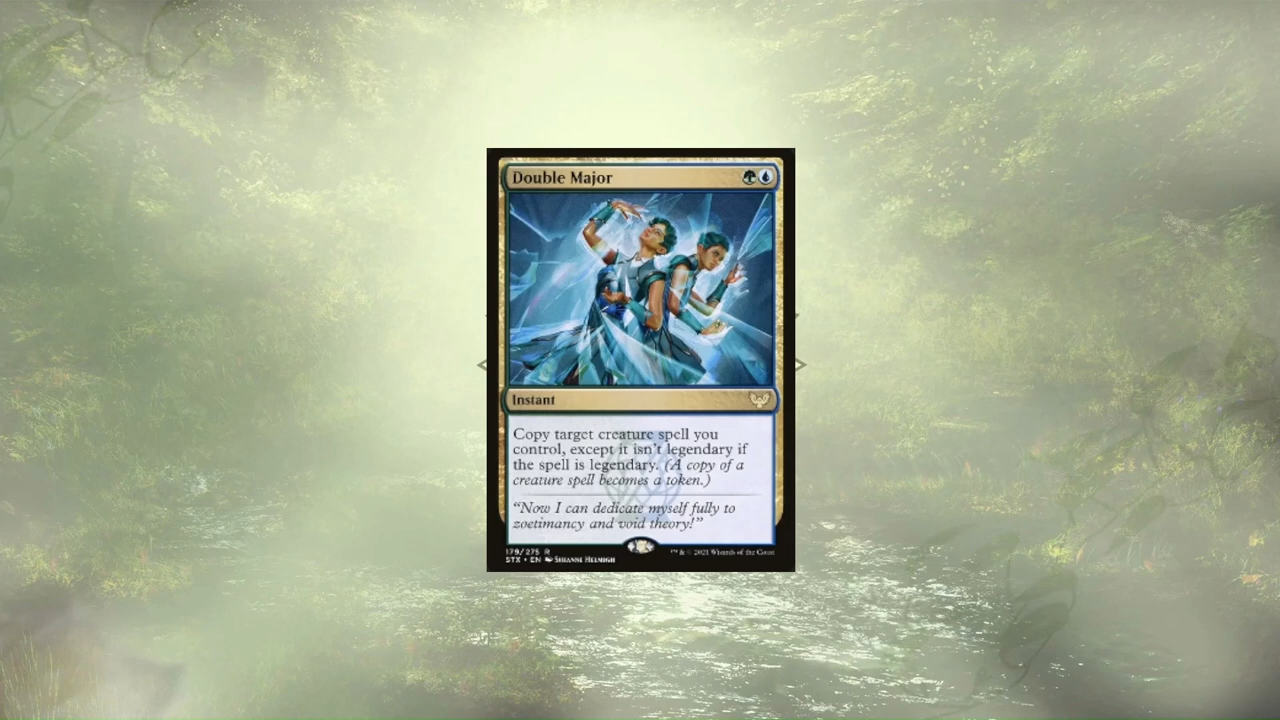 Double Major
Instant
Copy target creature spell you
control, except it isn't legendary if
the spell is legendary. (A copy of a
creature spell becomes a token.)
"Now I can dedicate myself fully to
zoetimancy and void theory!"
179/275 R
STX • EN Shianne Helmigh
™ & © 2021 Wizards of the Coast